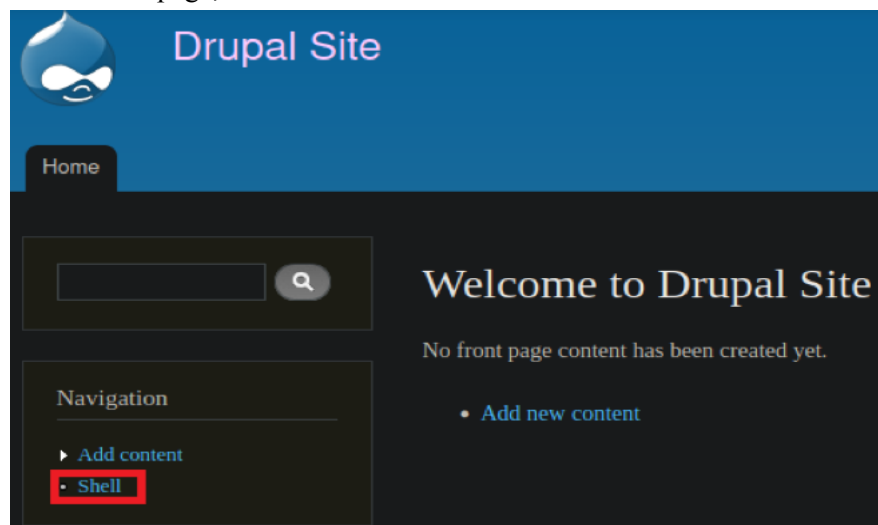 Drupal Site
Home
Welcome to Drupal Site
No front page content has been created yet.
Navigation
• Add new content
Add content
Shell